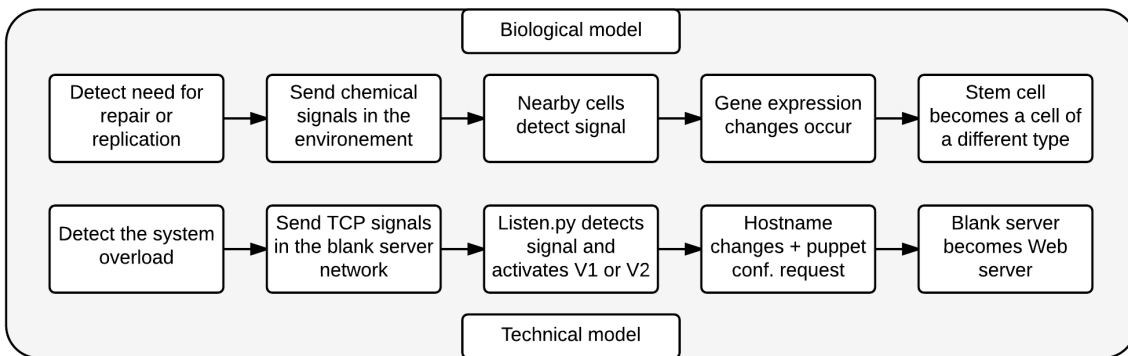 Biological model
Detect need for
repair or
replication
Send chemical
signals in the
environement
Nearby cells
detect signal
Gene expression
changes occur
Stem cell
becomes a cell of
a different type
Detect the system
overload
Send TCP signals
in the blank server
network
Listen.py detects
signal and
activates V1 or V2
Hostname
changes + puppet
conf. request
Blank server
becomes Web
server
Technical model